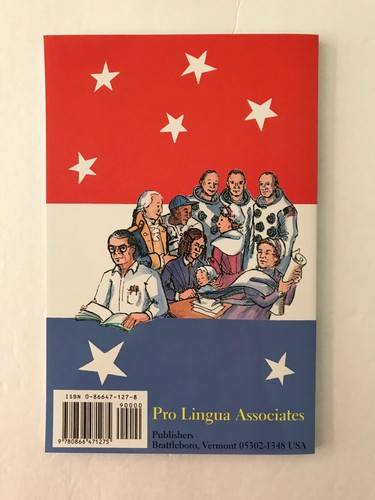 ISBN 0-86647-127-8
90000
9 780866 471275
Pro Lingua Associates
Publishers
Brattleboro, Vermont 05302-1348 USA